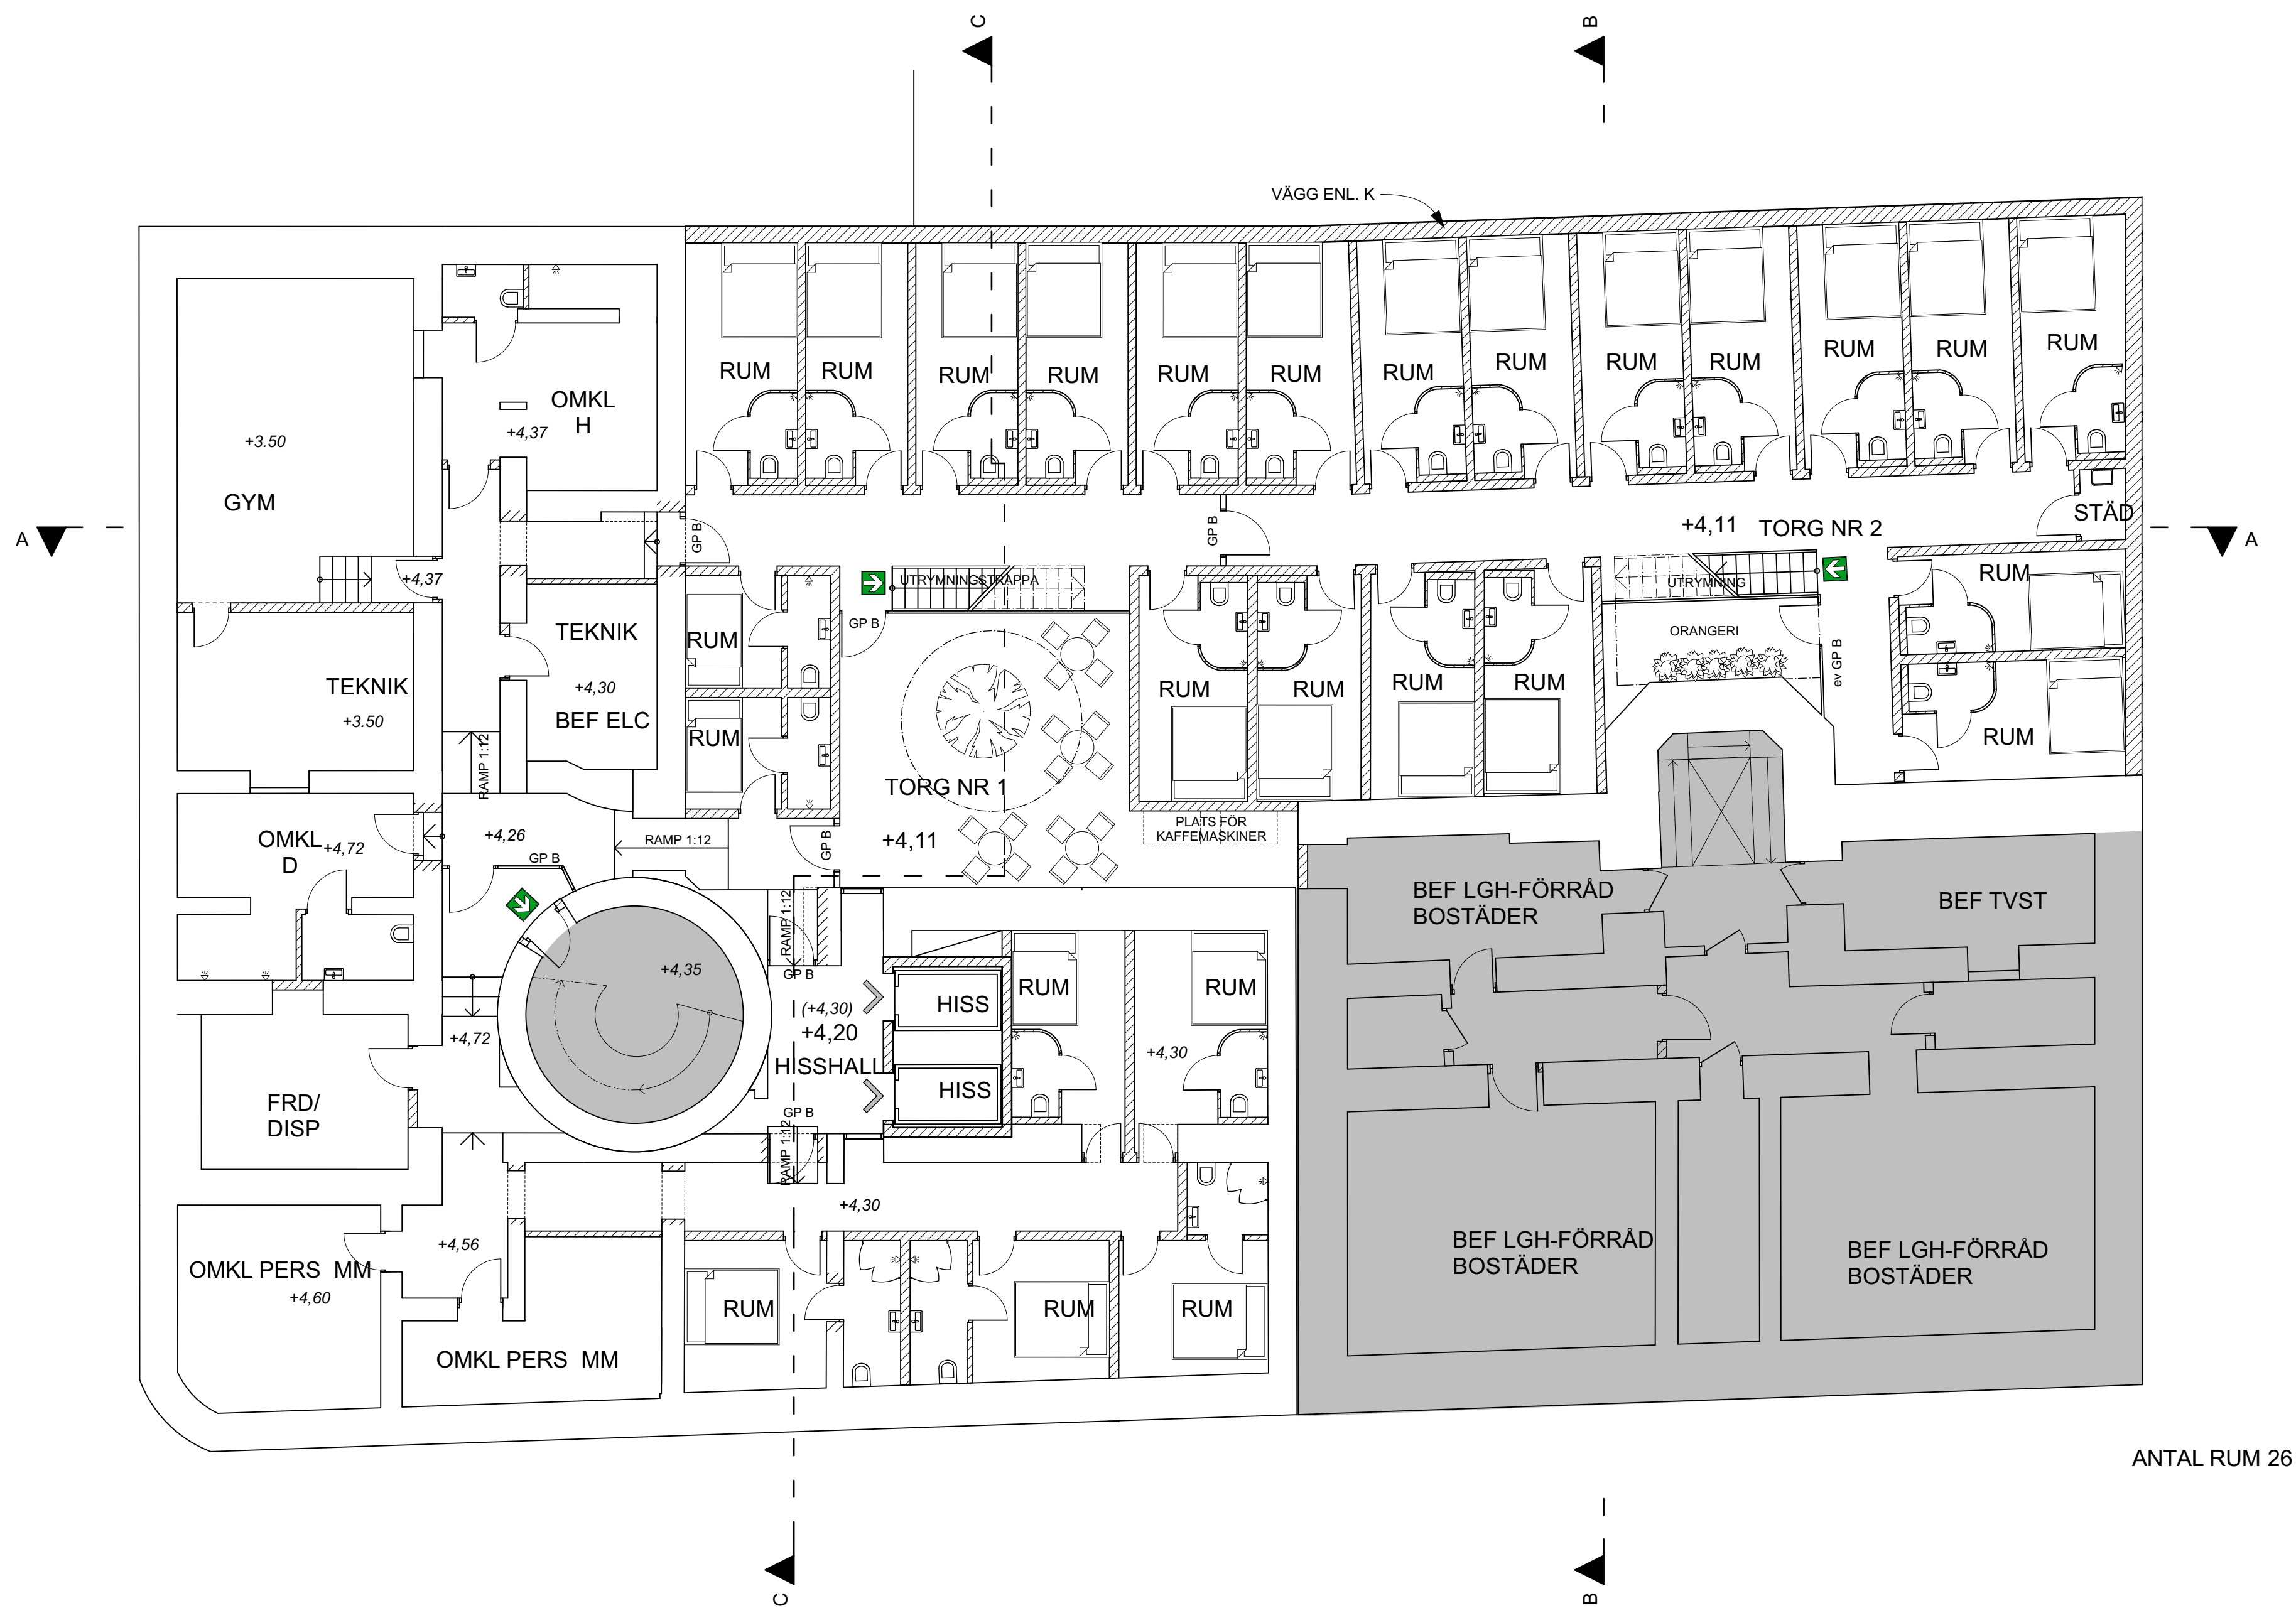 C
B
VÄGG ENL. K
RUM
RUM
RUM
RUM
RUM
RUM
RUM
RUM
RUM
RUM
RUM
RUM
RUM
OMKL
H
+4,37
+3.50
GYM
A
GP B
GP B
+4,11
TORG NR 2
STÄD
A
+4,37
UTRYMNINGSTRAPPA
UTRYMNING
RUM
TEKNIK
+4,30
BEF ELC
RUM
GP B
ORANGERI
ev GP B
TEKNIK
+3.50
RUM
RUM
RUM
RUM
RUM
RUM
RAMP 1:12
TORG NR 1
+4,11
PLATS FÖR
KAFFEMASKINER
OMKL
D
+4,72
+4,26
GP B
RAMP 1:12
GP B
RAMP 1:12
GP B
BEF LGH-FÖRRÅD
BOSTÄDER
BEF TVST
+4,35
(+4,30)
+4,20
HISSHALL
HISS
HISS
RUM
RUM
+4,30
+4,72
FRD/
DISP
GP B
RAMP 1:12
+4,30
+4,56
OMKL PERS MM
+4,60
OMKL PERS MM
RUM
RUM
RUM
BEF LGH-FÖRRÅD
BOSTÄDER
BEF LGH-FÖRRÅD
BOSTÄDER
ANTAL RUM 26
C
B